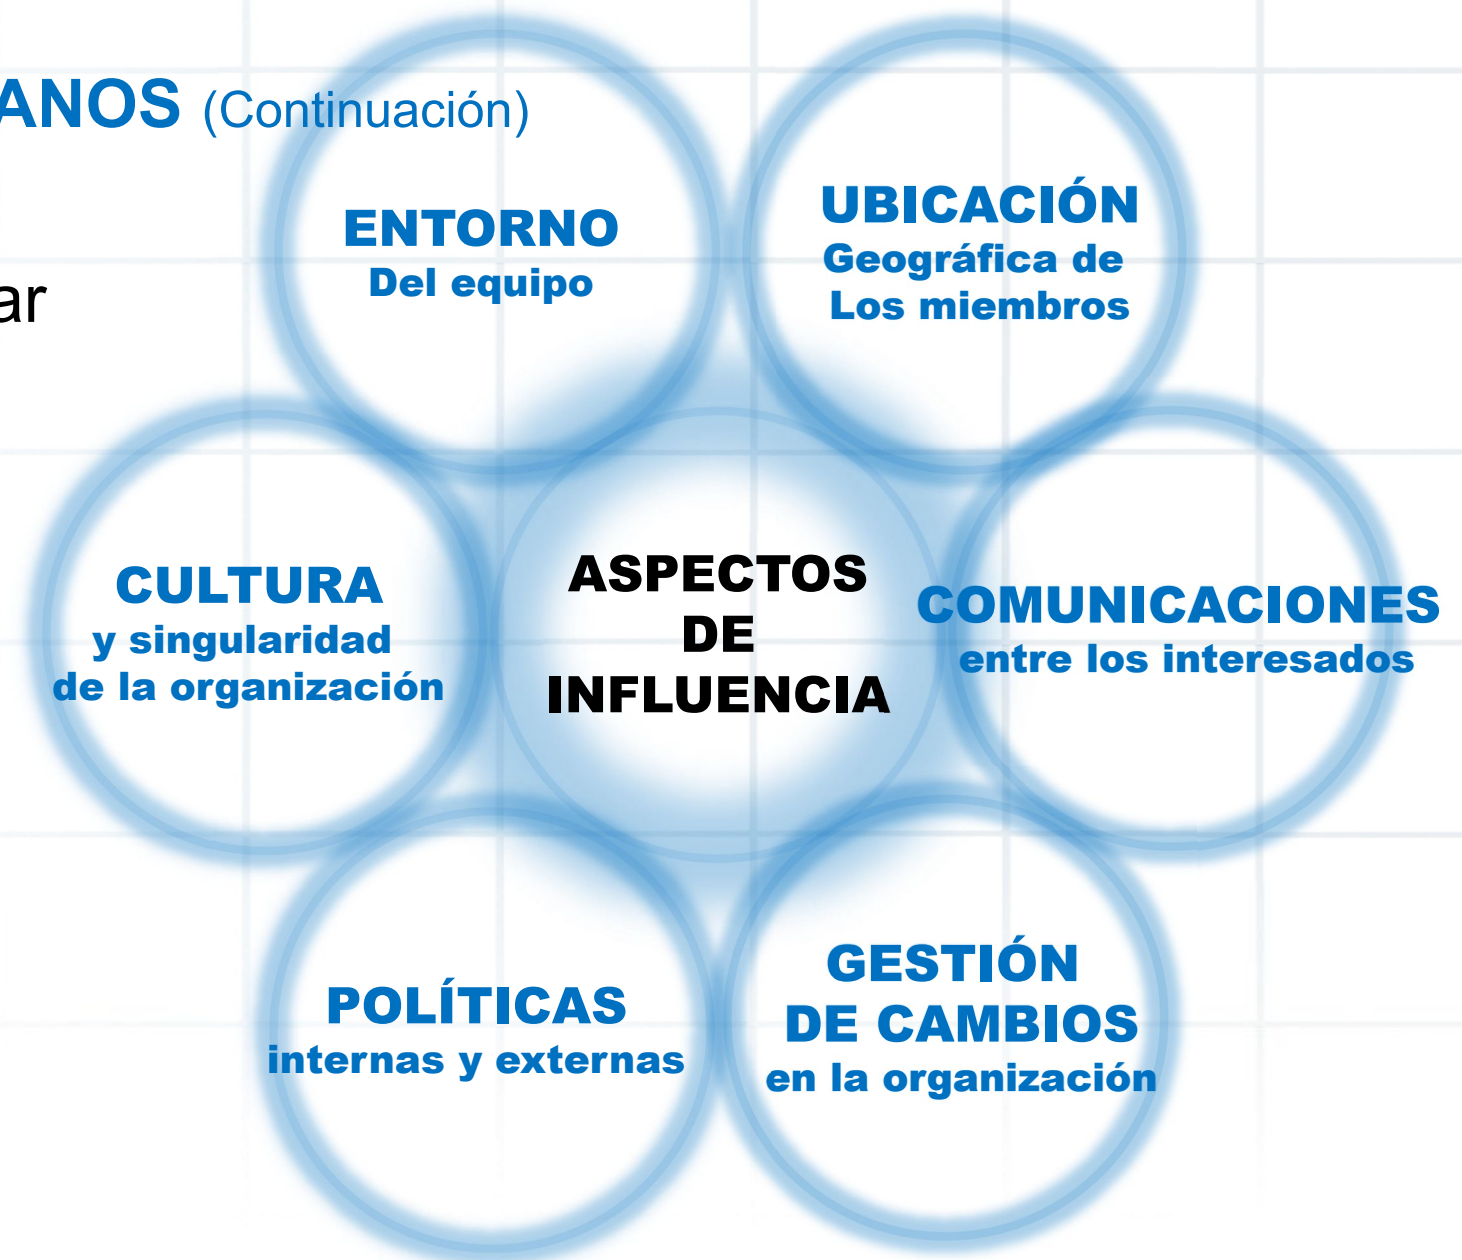 ANOS (Continuación)
ar
ENTORNO
Del equipo
UBICACIÓN
Geográfica de
Los miembros
CULTURA
y singularidad
de la organización
ASPECTOS
DE
INFLUENCIA
COMUNICACIONES
entre los interesados
POLÍTICAS
internas y externas
GESTIÓN
DE CAMBIOS
en la organización